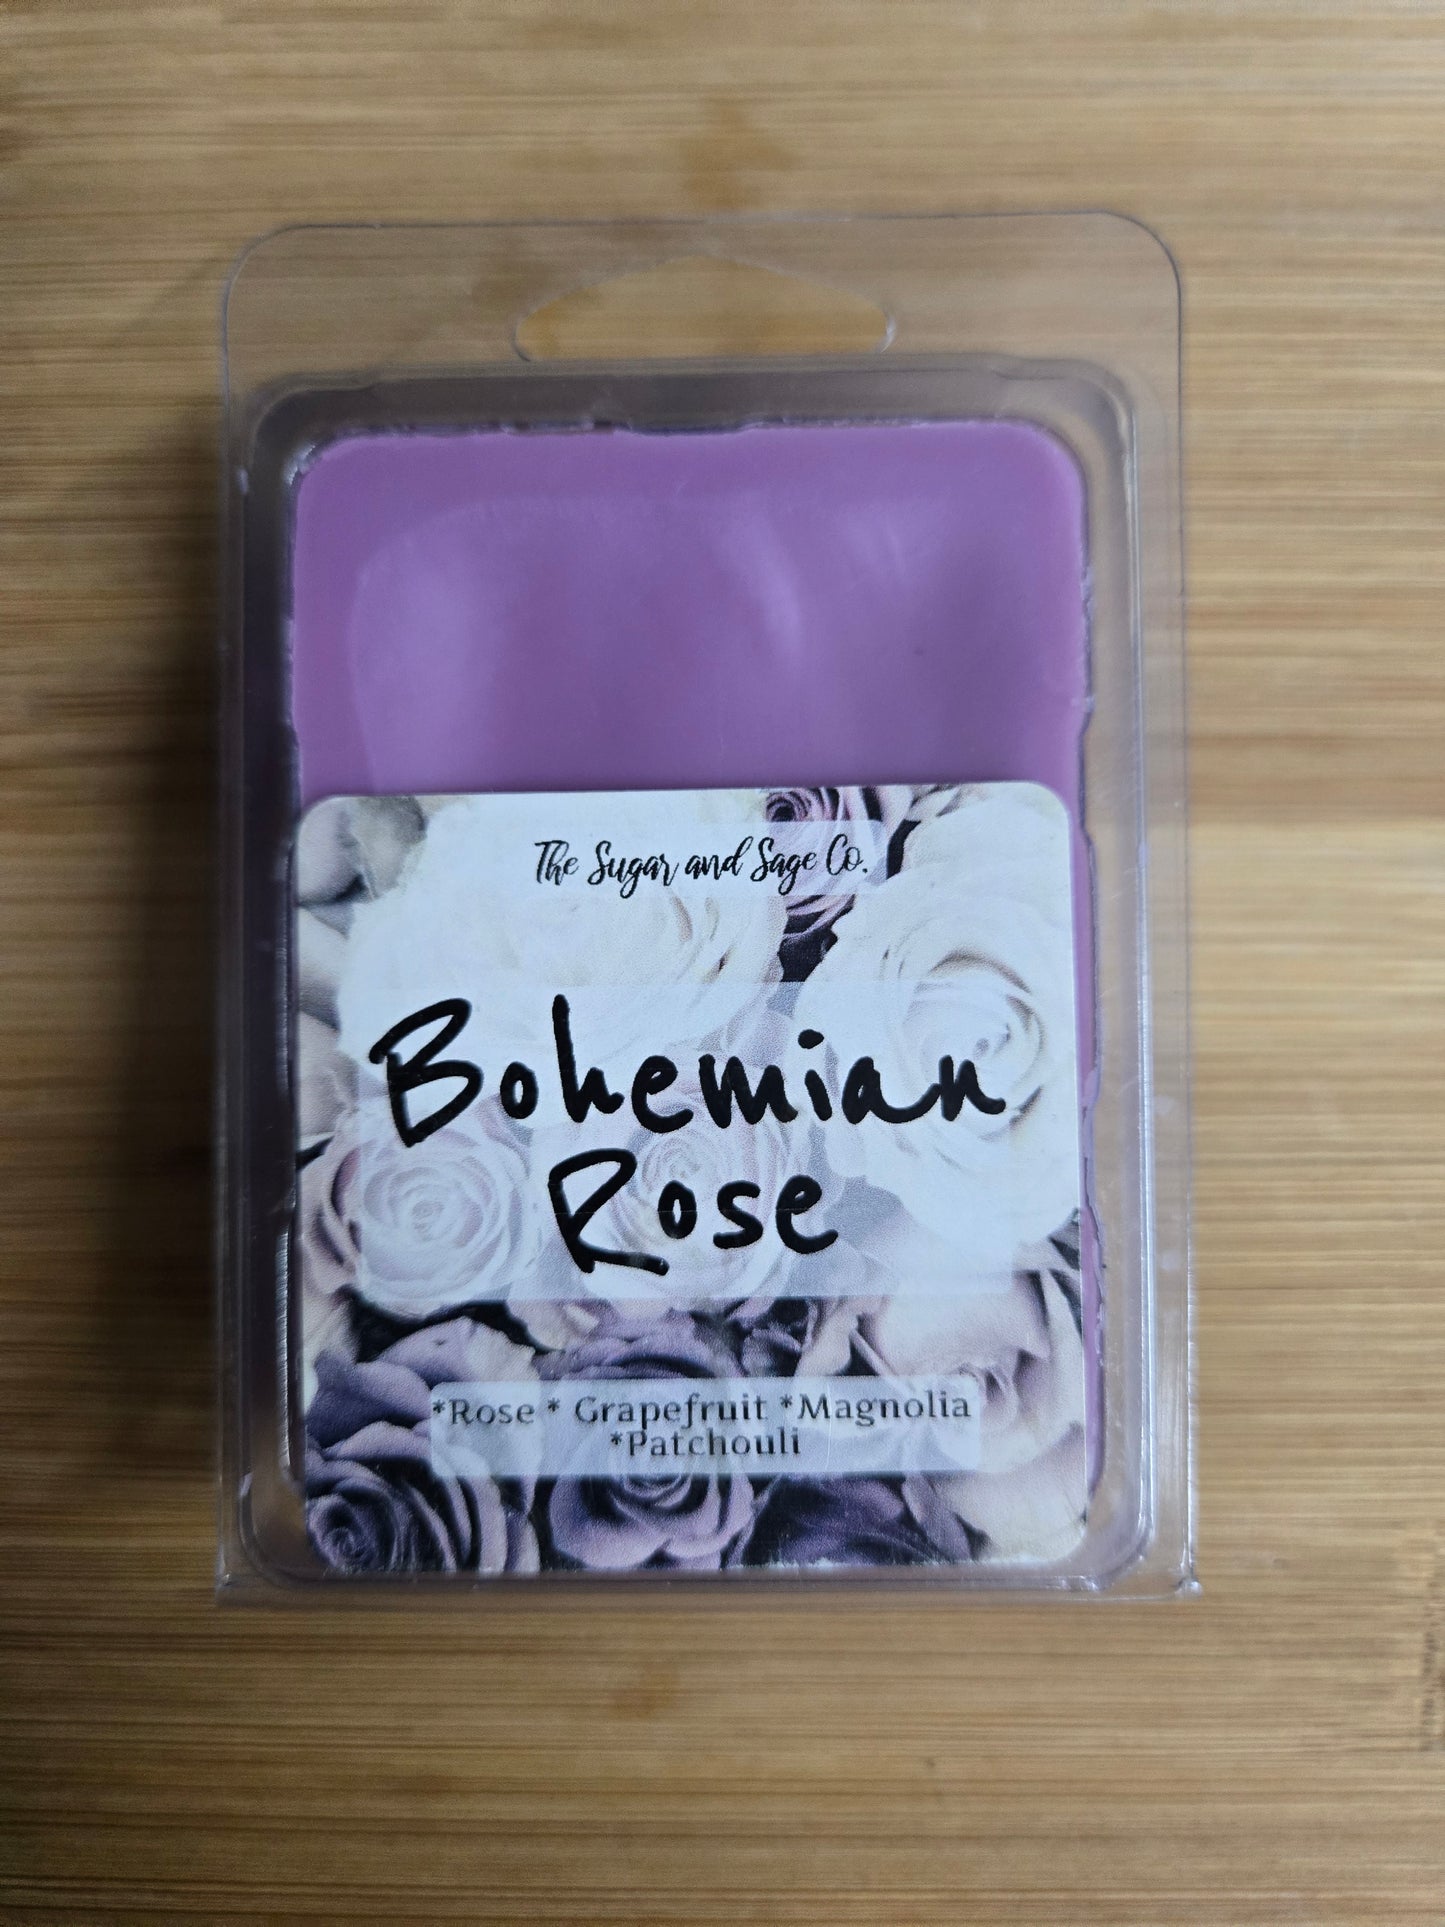 The Sugar and Sage Co.
Bohemian
Rose
*Rose * Grapefruit *Magnolia
*Patchouli